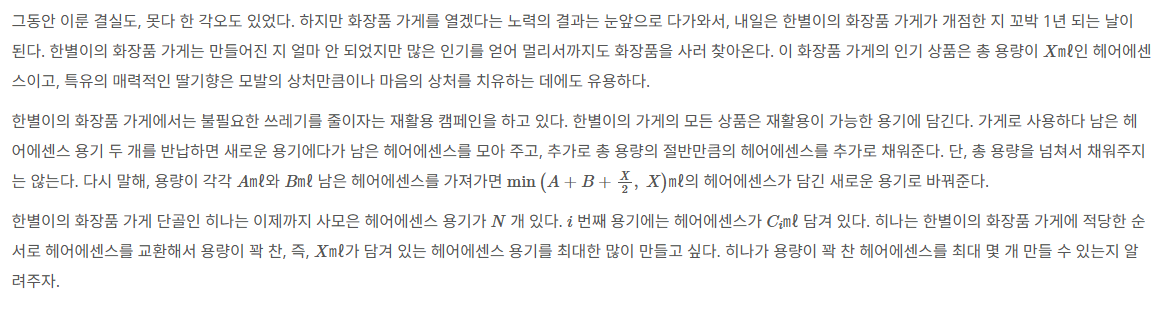 그동안 이룬 결실도, 못다 한 각오도 있었다. 하지만 화장품 가게를 열겠다는 노력의 결과는 눈앞으로 다가와서, 내일은 한별이의 화장품 가게가 개점한 지 꼬박 1년 되는 날이
된다. 한별이의 화장품 가게는 만들어진 지 얼마 안 되었지만 많은 인기를 얻어 멀리서까지도 화장품을 사러 찾아온다. 이 화장품 가게의 인기 상품은 총 용량이 X㎖인 헤어에센
스이고, 특유의 매력적인 딸기향은 모발의 상처만큼이나 마음의 상처를 치유하는 데에도 유용하다.
한별이의 화장품 가게에서는 불필요한 쓰레기를 줄이자는 재활용 캠페인을 하고 있다. 한별이의 가게의 모든 상품은 재활용이 가능한 용기에 담긴다. 가게로 사용하다 남은 헤
어에센스 용기 두 개를 반납하면 새로운 용기에다가 남은 헤어에센스를 모아 주고, 추가로 총 용량의 절반만큼의 헤어에센스를 추가로 채워준다. 단, 총 용량을 넘쳐서 채워주지
는 않는다. 다시 말해, 용량이 각각 A㎖와 B㎖ 남은 헤어에센스를 가져가면 min (A + B + X/2, X)㎖의 헤어에센스가 담긴 새로운 용기로 바꿔준다.
한별이의 화장품 가게 단골인 히나는 이제까지 사모은 헤어에센스 용기가 N 개 있다. i 번째 용기에는 헤어에센스가 Cᵢ㎖ 담겨 있다. 히나는 한별이의 화장품 가게에 적당한 순
서로 헤어에센스를 교환해서 용량이 꽉 찬, 즉, X㎖가 담겨 있는 헤어에센스 용기를 최대한 많이 만들고 싶다. 히나가 용량이 꽉 찬 헤어에센스를 최대 몇 개 만들 수 있는지 알
려주자.